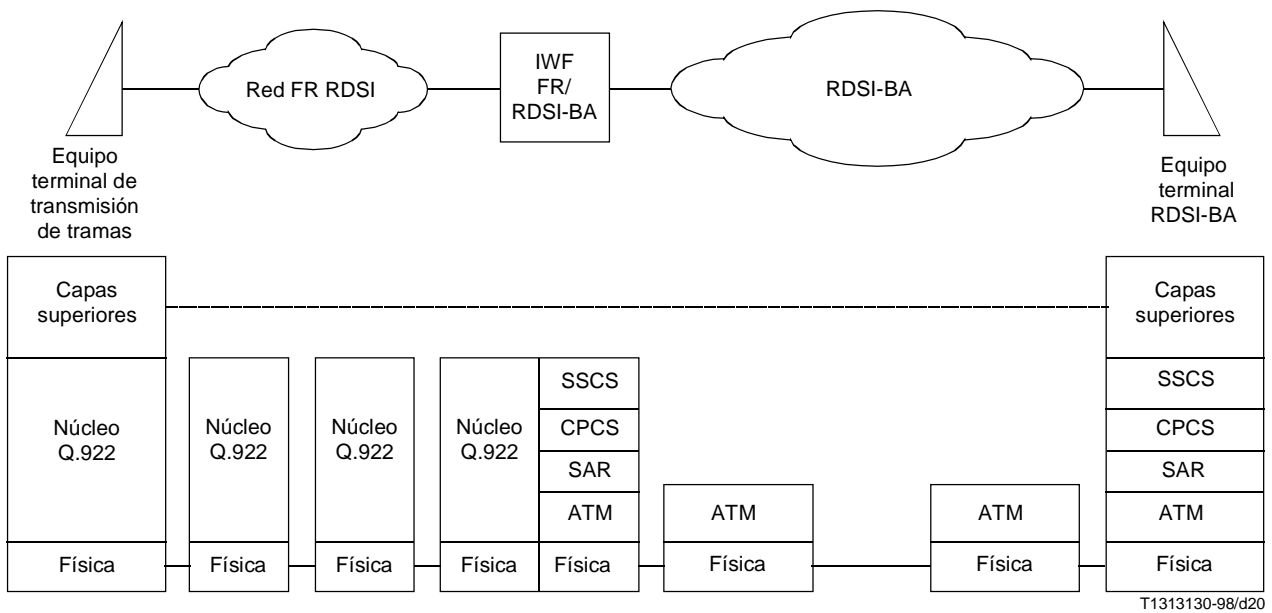 Red FR RDSI
IWF
FR/
RDSI-BA
RDSI-BA
Equipo
terminal de
transmisión
de tramas
Equipo
terminal
RDSI-BA
Capas
superiores
Capas
superiores
Núcleo
Q.922
Núcleo
Q.922
Núcleo
Q.922
Núcleo
Q.922
SSCS
CPCS
SAR
ATM
ATM
ATM
SSCS
CPCS
SAR
ATM
Física
Física
Física
Física
Física
Física
Física
Física
T1313130-98/d20